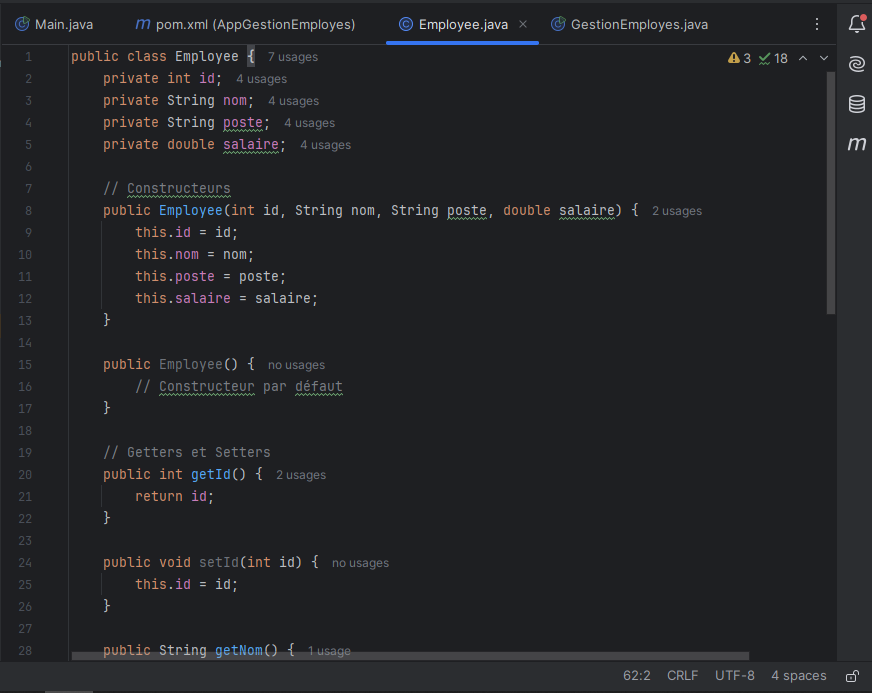 Main.java m pom.xml (AppGestionEmployes) Employee.java GestionEmployes.java
1 public class Employee { 7 usages 3 18
2 private int id; 4 usages
3 private String nom; 4 usages
4 private String poste; 4 usages
5 private double salaire; 4 usages
6
7 // Constructeurs
8 public Employee(int id, String nom, String poste, double salaire) { 2 usages
9 this.id = id;
10 this.nom = nom;
11 this.poste = poste;
12 this.salaire = salaire;
13 }
14
15 public Employee() { no usages
16 // Constructeur par défaut
17 }
18
19 // Getters et Setters
20 public int getId() { 2 usages
21 return id;
22 }
23
24 public void setId(int id) { no usages
25 this.id = id;
26 }
27
28 public String getNom() { 1 usage
62:2 CRLF UTF-8 4 spaces